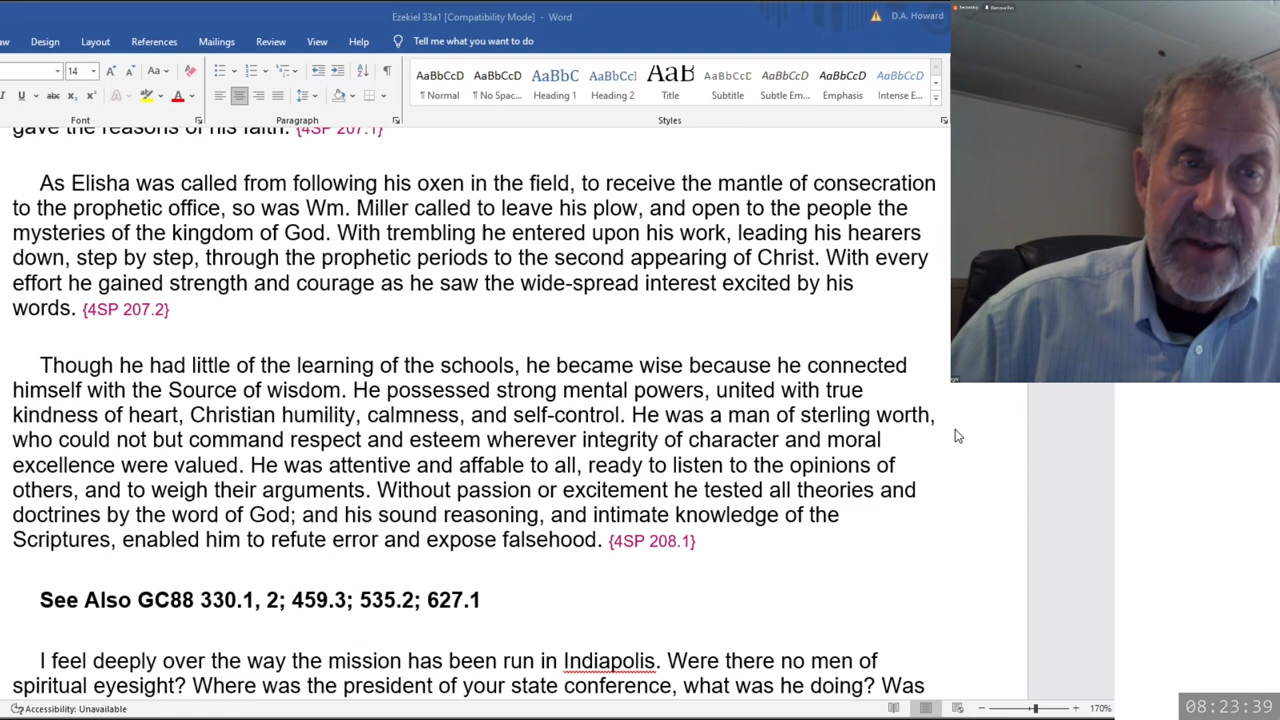 Ezekiel 33a1 [Compatibility Mode] - Word
D.A. Howard
Recording
Remove Pin
Design Layout References Mailings Review View Help Tell me what you want to do
14
Aa
AaBbCcD AaBbCcD AaBbC AaBbCcI AaB AaBbCcD AaBbCcD AaBbCcD AaBbCcD
¶ Normal ¶ No Spac... Heading 1 Heading 2 Title Subtitle Subtle Em... Emphasis Intense E...
Font Paragraph Styles
gave the reasons of his faith. {4SP 207.1}
As Elisha was called from following his oxen in the field, to receive the mantle of consecration
to the prophetic office, so was Wm. Miller called to leave his plow, and open to the people the
mysteries of the kingdom of God. With trembling he entered upon his work, leading his hearers
down, step by step, through the prophetic periods to the second appearing of Christ. With every
effort he gained strength and courage as he saw the wide-spread interest excited by his
words. {4SP 207.2}
Though he had little of the learning of the schools, he became wise because he connected
himself with the Source of wisdom. He possessed strong mental powers, united with true
kindness of heart, Christian humility, calmness, and self-control. He was a man of sterling worth,
who could not but command respect and esteem wherever integrity of character and moral
excellence were valued. He was attentive and affable to all, ready to listen to the opinions of
others, and to weigh their arguments. Without passion or excitement he tested all theories and
doctrines by the word of God; and his sound reasoning, and intimate knowledge of the
Scriptures, enabled him to refute error and expose falsehood. {4SP 208.1}
See Also GC88 330.1, 2; 459.3; 535.2; 627.1
I feel deeply over the way the mission has been run in Indiapolis. Were there no men of
spiritual eyesight? Where was the president of your state conference, what was he doing? Was
Accessibility: Unavailable
170%
08:23:39